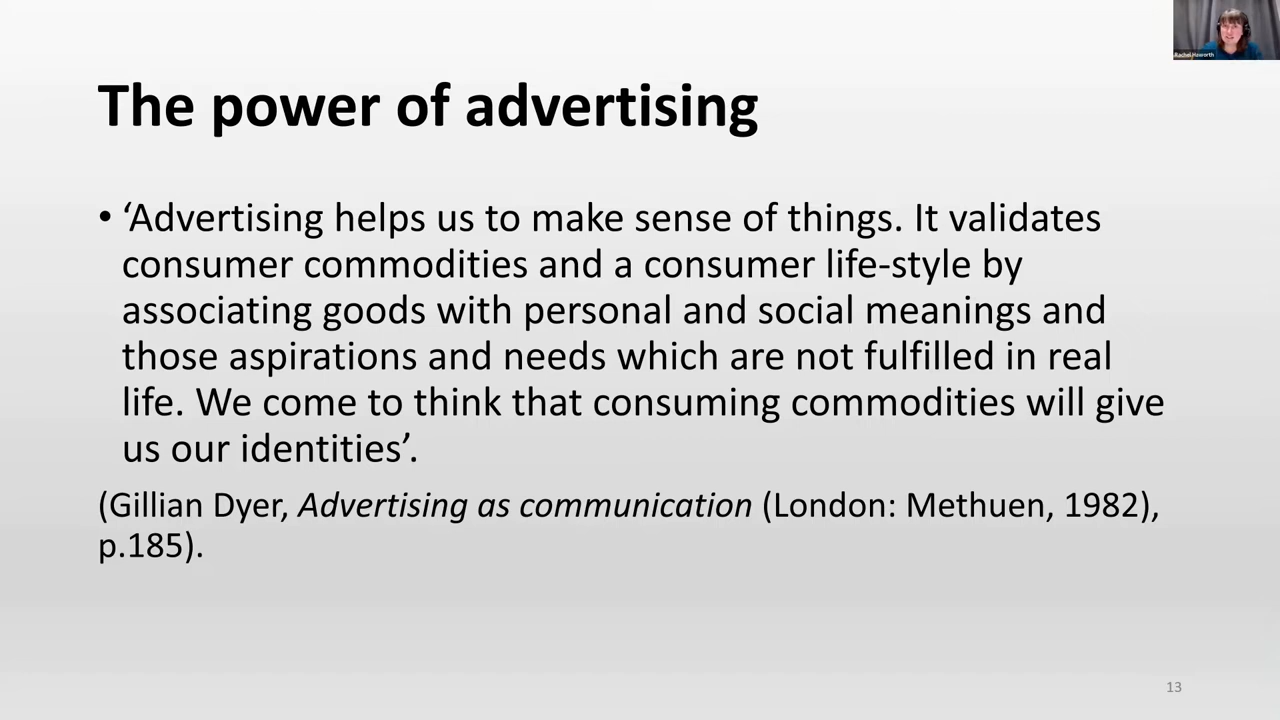 Rachel Haworth
The power of advertising
• ‘Advertising helps us to make sense of things. It validates
consumer commodities and a consumer life-style by
associating goods with personal and social meanings and
those aspirations and needs which are not fulfilled in real
life. We come to think that consuming commodities will give
us our identities’.
(Gillian Dyer, Advertising as communication (London: Methuen, 1982),
p.185).
13